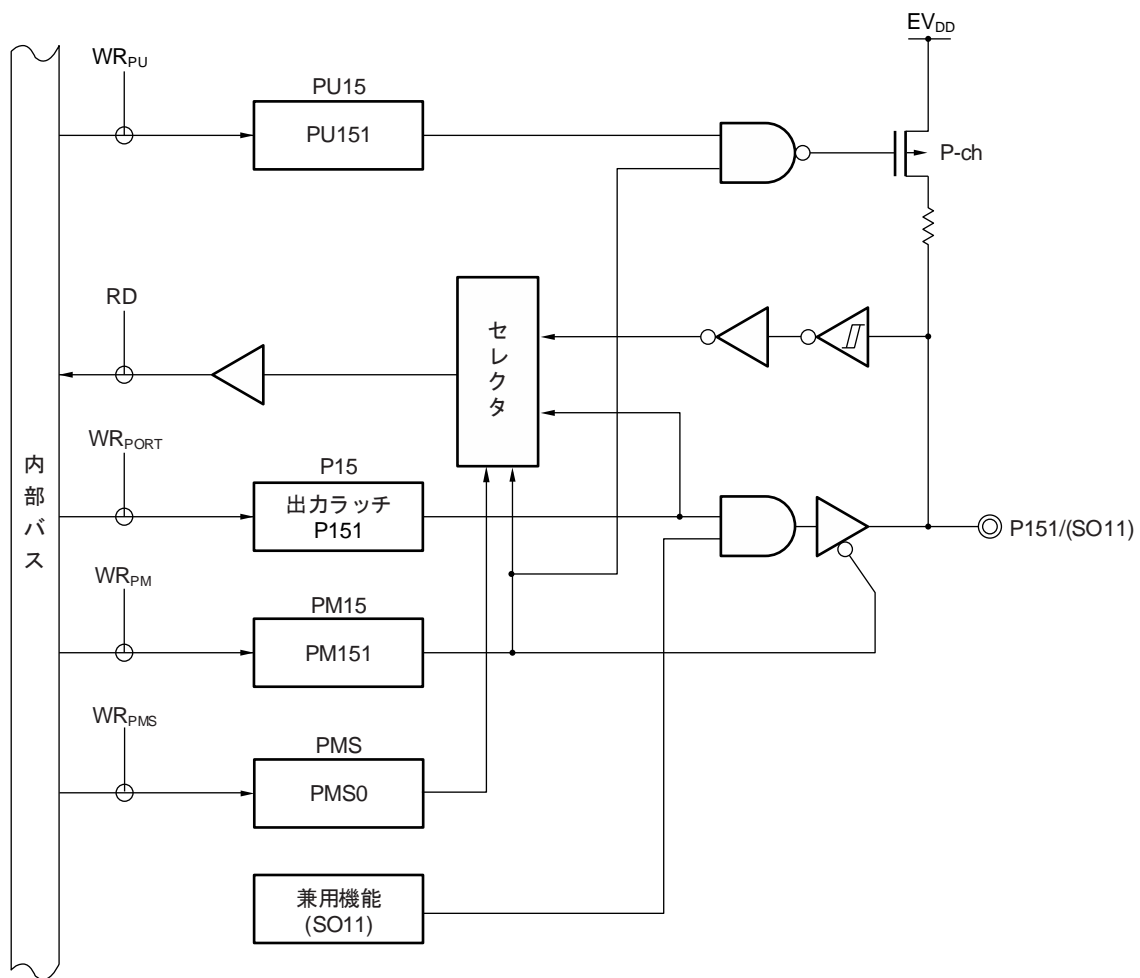 EVDD
WRPU
PU15
PU151
P-ch
RD
セレクタ
WRPORT
P15
出力ラッチ
P151
P151/(SO11)
内部バス
WRPM
PM15
PM151
WRPMS
PMS
PMS0
兼用機能
(SO11)